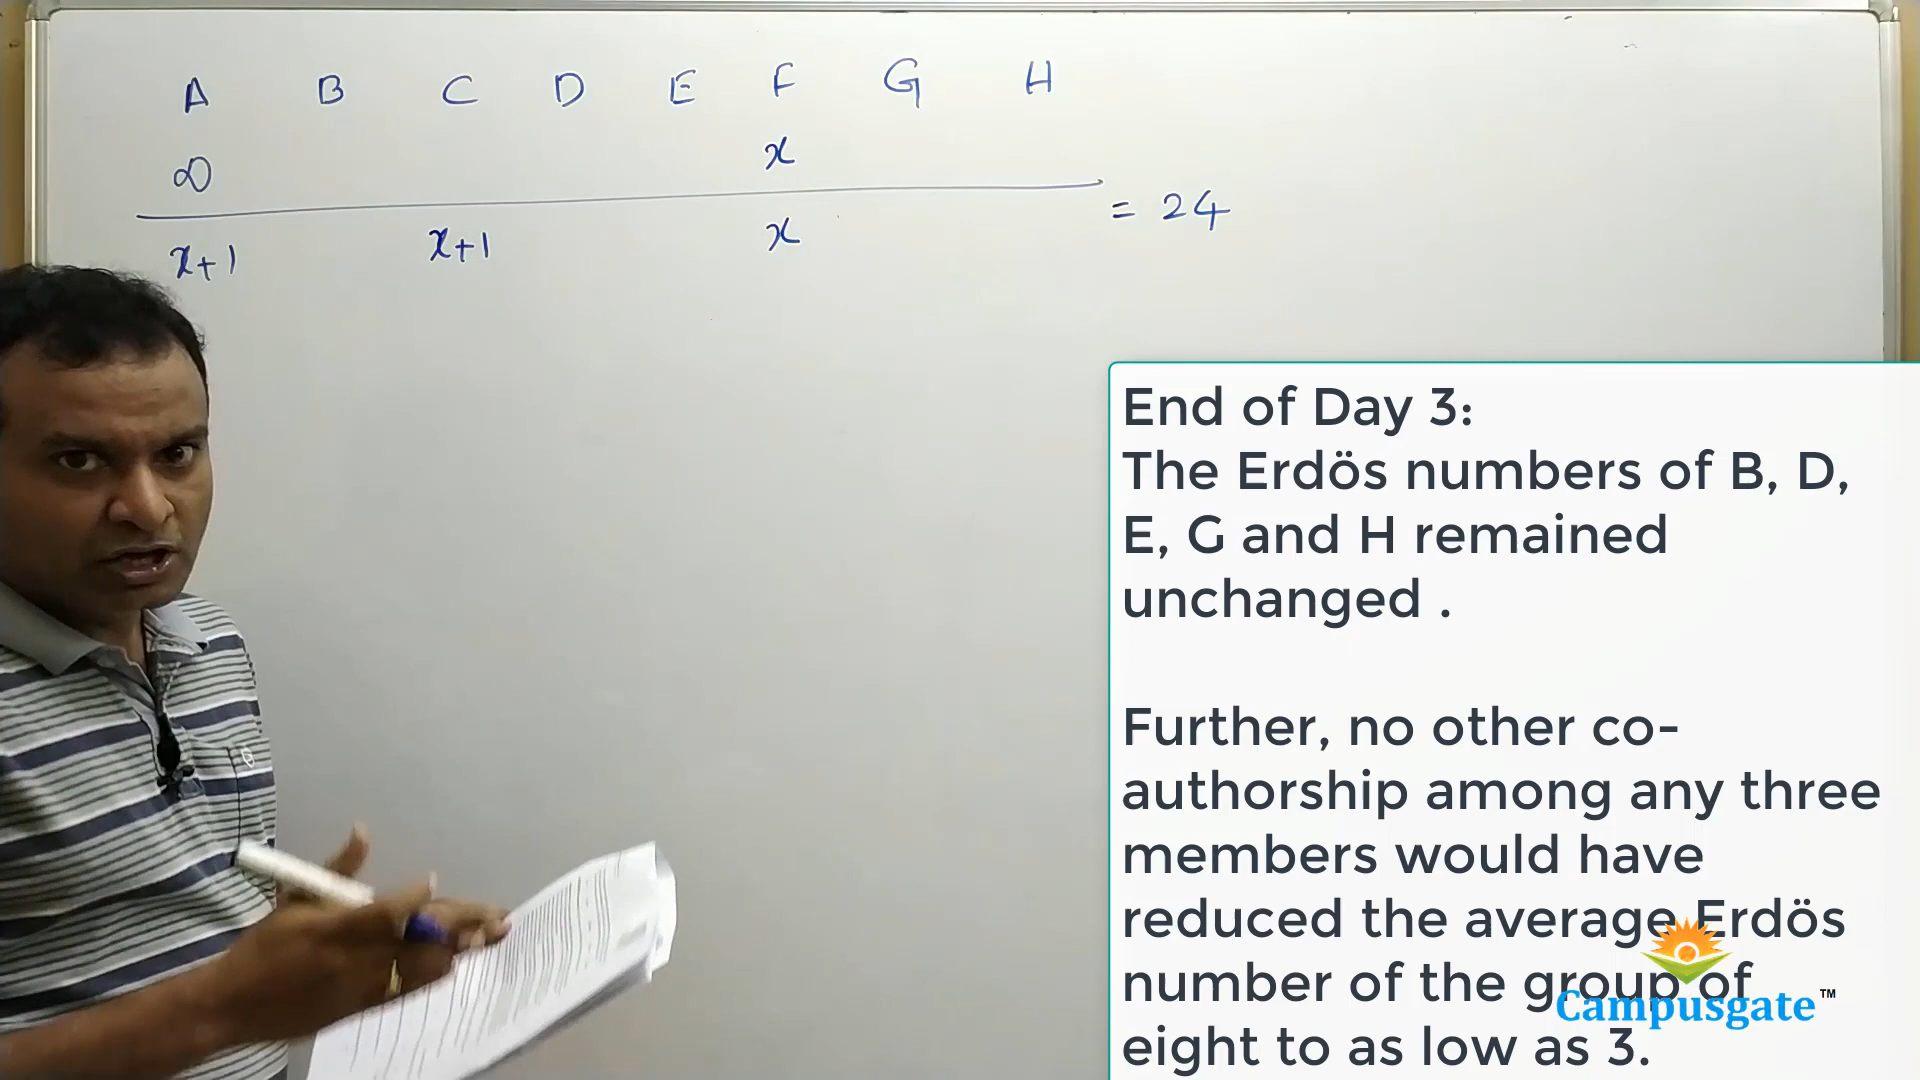 A B C D E F G H
∞ x
= 24
x+1 x+1 x
End of Day 3:
The Erdös numbers of B, D,
E, G and H remained
unchanged .
Further, no other co-
authorship among any three
members would have
reduced the average Erdös
number of the group of
eight to as low as 3.
Campusgate™